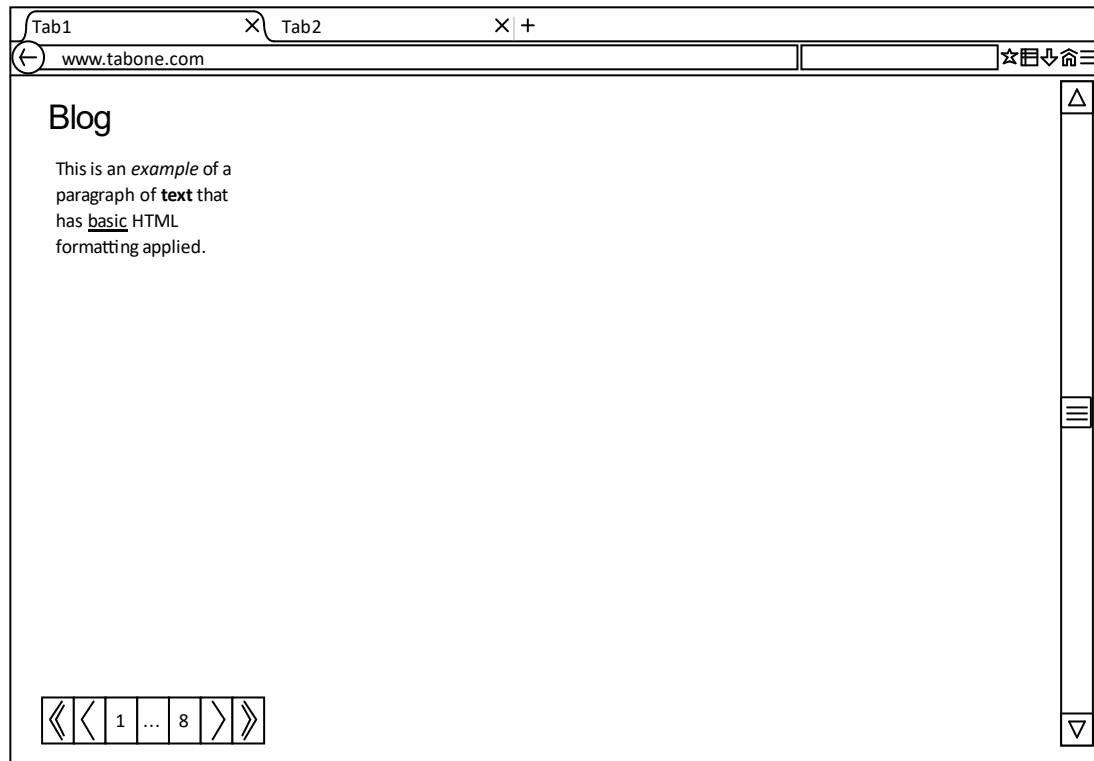 Tab1 Tab2
www.tabone.com
Blog
This is an example of a
paragraph of text that
has basic HTML
formatting applied.
1 ... 8